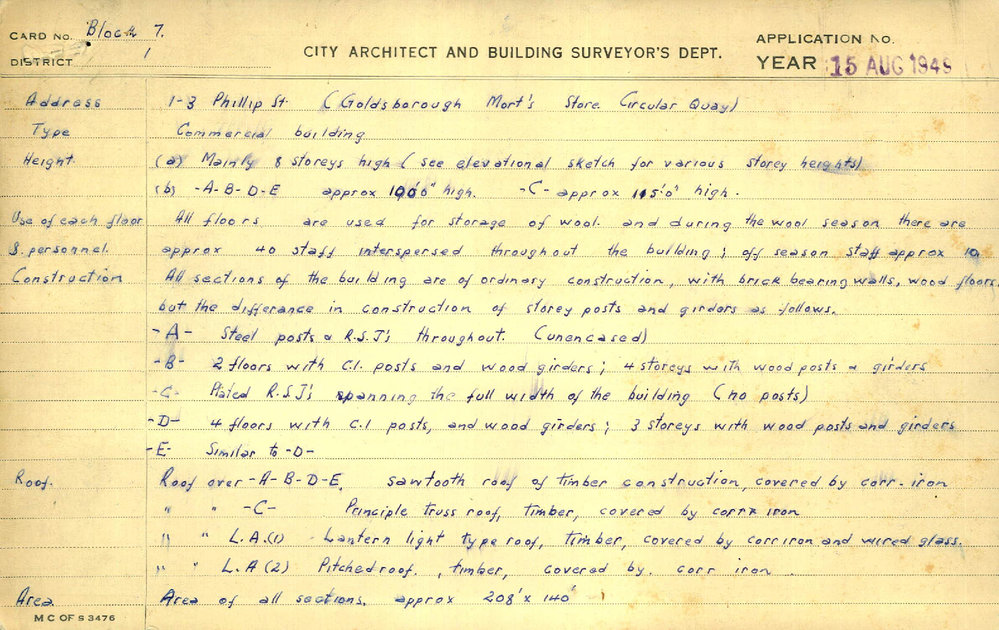 CARD No. Block 7.
DISTRICT 1
CITY ARCHITECT AND BUILDING SURVEYOR'S DEPT.
APPLICATION No.
YEAR 15 AUG 1949
Address 1-3 Phillip St (Goldsborough Mort's Store Circular Quay)
Type Commercial building
Height (a) Mainly 8 storeys high (see elevational sketch for various storey heights)
(b) -A-B-D-E approx 100'0" high. -C- approx 115'0" high.
Use of each floor All floors are used for storage of wool. and during the wool season there are
& personnel. approx 40 staff interspersed throughout the building; off season staff approx 10
Construction All sections of the building are of ordinary construction, with brick bearing walls, wood floors,
but the differance in construction of storey posts and girders as follows.
-A- Steel posts & R.S.J's throughout. (unencased)
-B- 2 floors with C.I. posts and wood girders; 4 storeys with wood posts & girders
-C- Plated R.S.J's spanning the full width of the building (no posts)
-D- 4 floors with C.I posts, and wood girders; 3 storeys with wood posts and girders
-E- Similar to -D-
Roof. Roof over -A-B-D-E. sawtooth roof of timber construction, covered by corr-iron
" " -C- Principle truss roof, timber, covered by corr iron
" " L.A.(1) Lantern light type roof, timber, covered by corr iron and wired glass.
" " L.A (2) Pitched roof., timber, covered by. corr iron.
Area. Area of all sections. approx 208' x 140'
M C OF S 3476